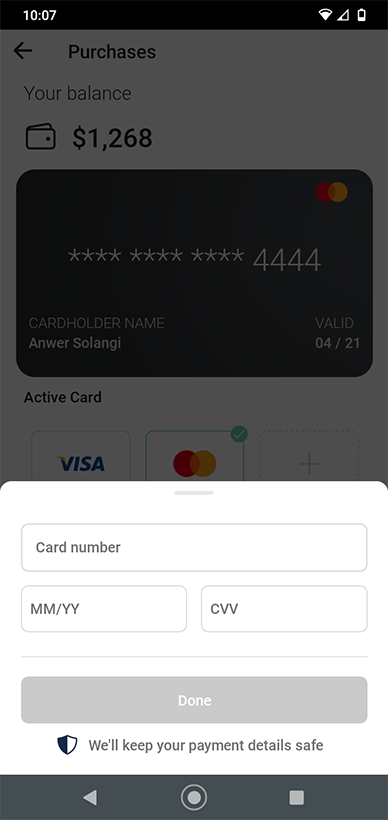 10:07
Purchases
Your balance
$1,268
**** **** **** 4444
CARDHOLDER NAME VALID
Anwer Solangi 04 / 21
Active Card
VISA
Card number
MM/YY CVV
Done
We'll keep your payment details safe